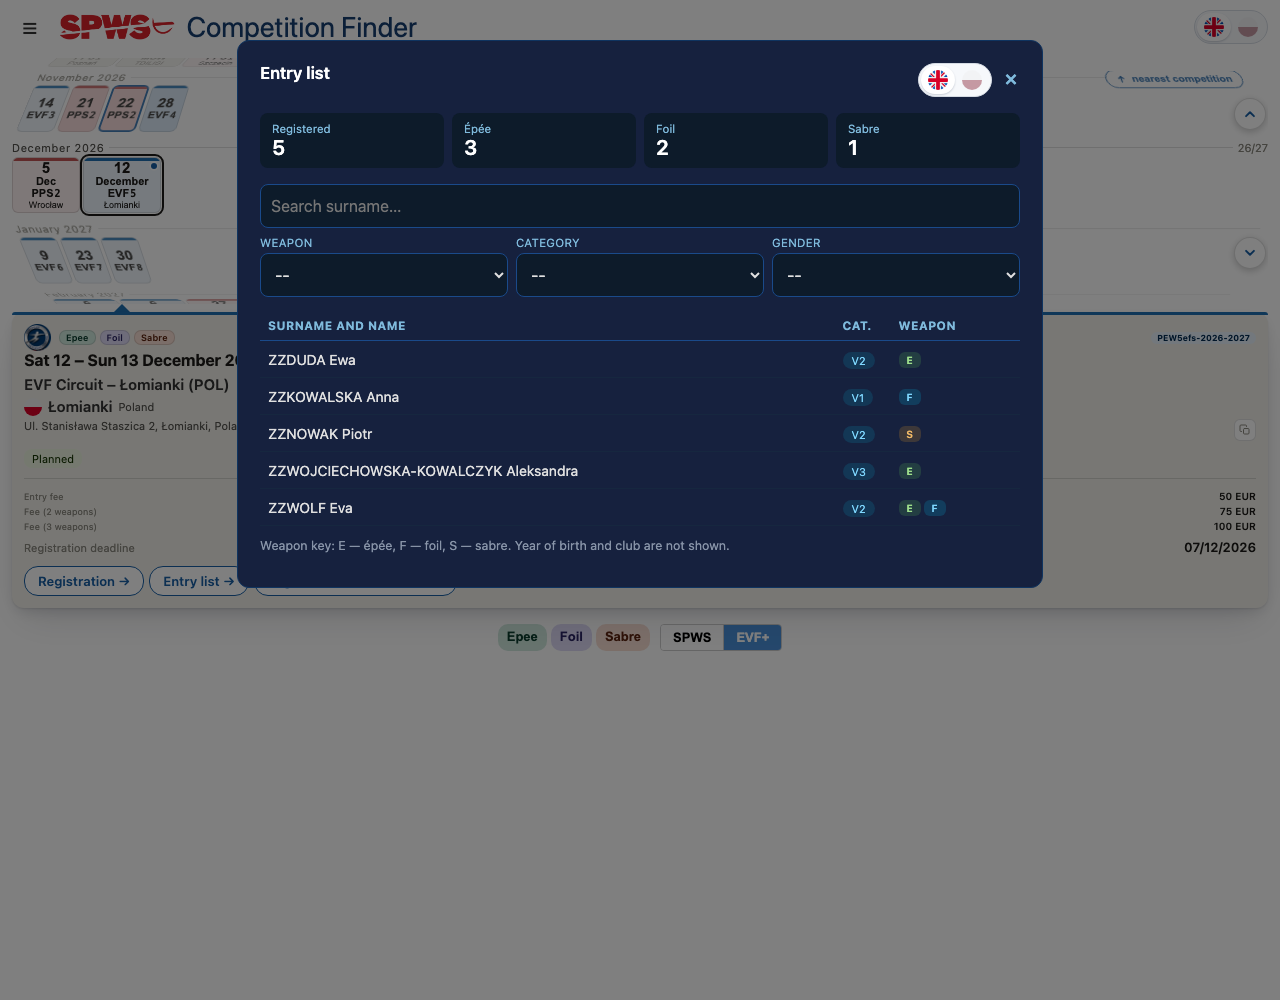 SPWS Competition Finder
November 2026
nearest competition
14 EVF3
21 PPS2
22 PPS2
28 EVF4
December 2026
26/27
5 Dec PPS2 Wrocław
12 December EVF5 Łomianki
January 2027
9 EVF6
23 EVF7
30 EVF8
Entry list
×
Registered
5
Épée
3
Foil
2
Sabre
1
Search surname...
WEAPON
CATEGORY
GENDER
--
--
--
SURNAME AND NAME CAT. WEAPON
ZZDUDA Ewa V2 E
ZZKOWALSKA Anna V1 F
ZZNOWAK Piotr V2 S
ZZWOJCIECHOWSKA-KOWALCZYK Aleksandra V3 E
ZZWOLF Eva V2 E F
Weapon key: E — épée, F — foil, S — sabre. Year of birth and club are not shown.
Epee Foil Sabre
PEW5efs-2026-2027
Sat 12 – Sun 13 December 20
EVF Circuit – Łomianki (POL)
Łomianki Poland
Ul. Stanisława Staszica 2, Łomianki, Pola
Planned
Entry fee 50 EUR
Fee (2 weapons) 75 EUR
Fee (3 weapons) 100 EUR
Registration deadline 07/12/2026
Registration →
Entry list →
Epee Foil Sabre SPWS EVF+